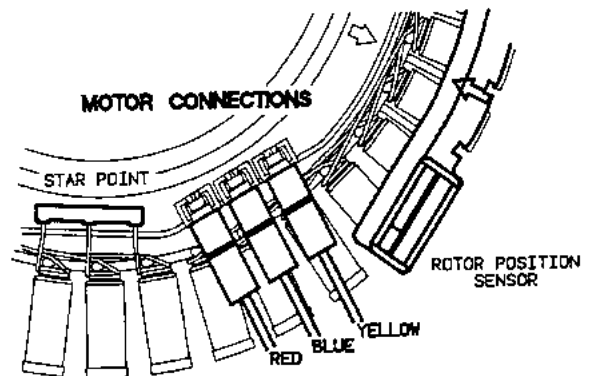 MOTOR CONNECTIONS
STAR POINT
ROTOR POSITION
SENSOR
RED
BLUE
YELLOW